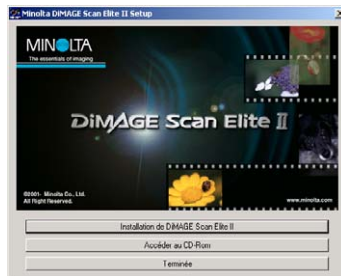 Minolta DiMAGE Scan Elite II Setup
MINOLTA
The essentials of imaging
DiMAGE Scan Elite II
©2001- Minolta Co., Ltd.
All Right Reserved.
www.minolta.com
Installation de DiMAGE Scan Elite II
Accéder au CD-Rom
Terminée